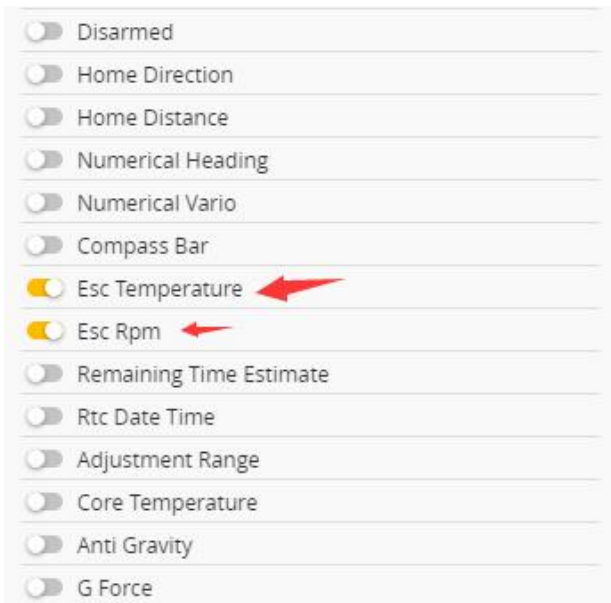 Disarmed
Home Direction
Home Distance
Numerical Heading
Numerical Vario
Compass Bar
Esc Temperature
Esc Rpm
Remaining Time Estimate
Rtc Date Time
Adjustment Range
Core Temperature
Anti Gravity
G Force